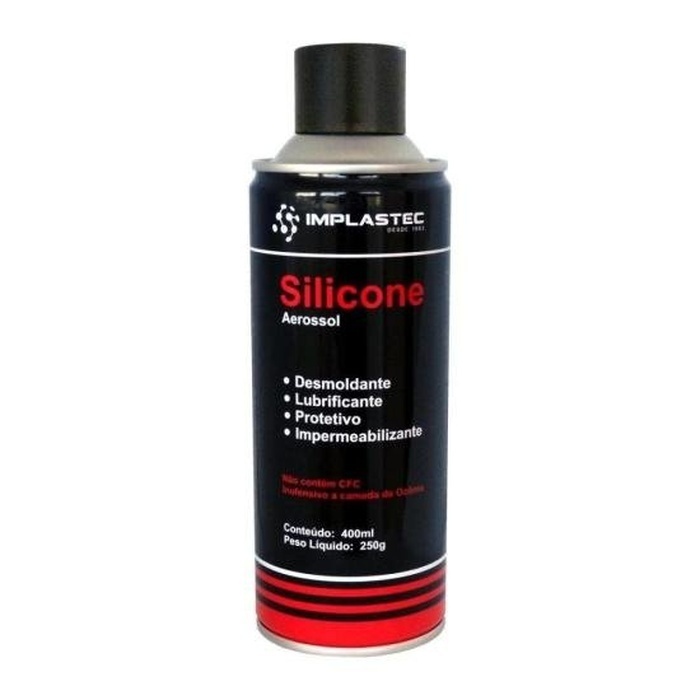 IMPLASTEC
DESDE 1983
Silicone
Aerossol
• Desmoldante
• Lubrificante
• Protetivo
• Impermeabilizante
Não contém CFC
Inofensivo a camada de Ozônio
Conteúdo: 400ml
Peso Líquido: 250g